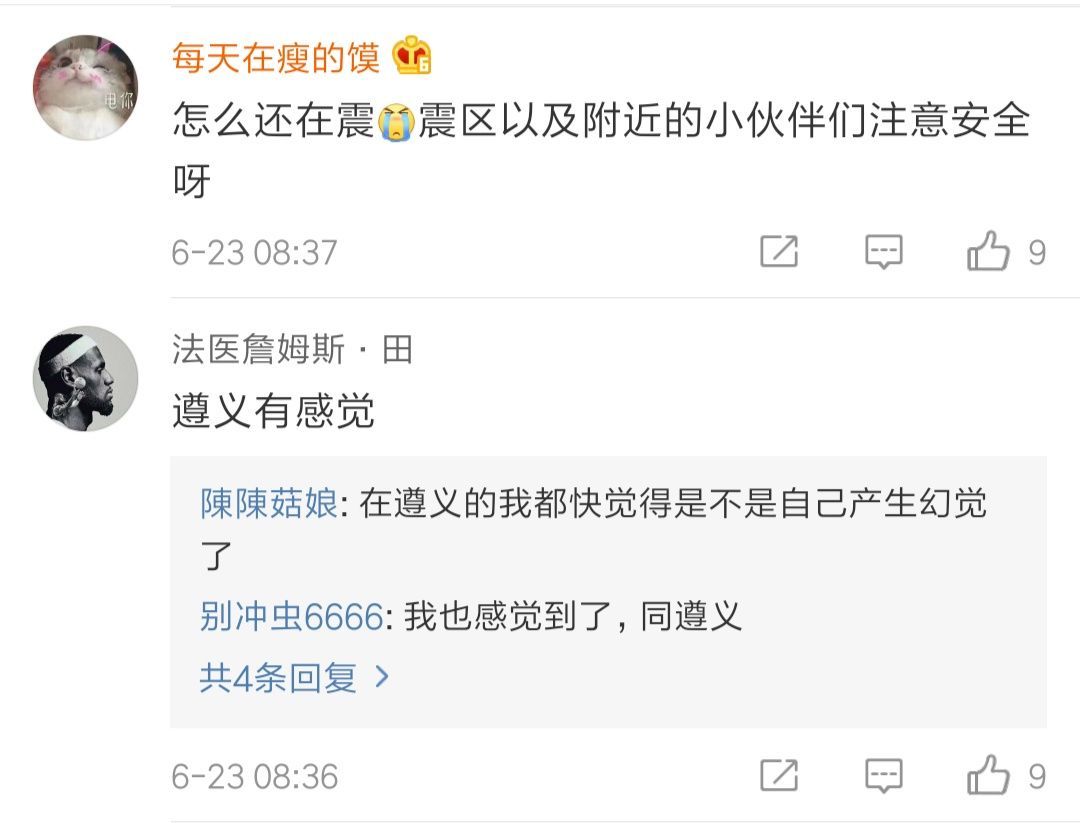 每天在瘦的馍
怎么还在震😭震区以及附近的小伙伴们注意安全
呀
6-23 08:37
9
法医詹姆斯·田
遵义有感觉
陳陳菇娘: 在遵义的我都快觉得是不是自己产生幻觉
了
别冲虫6666: 我也感觉到了, 同遵义
共4条回复
6-23 08:36
9
电你